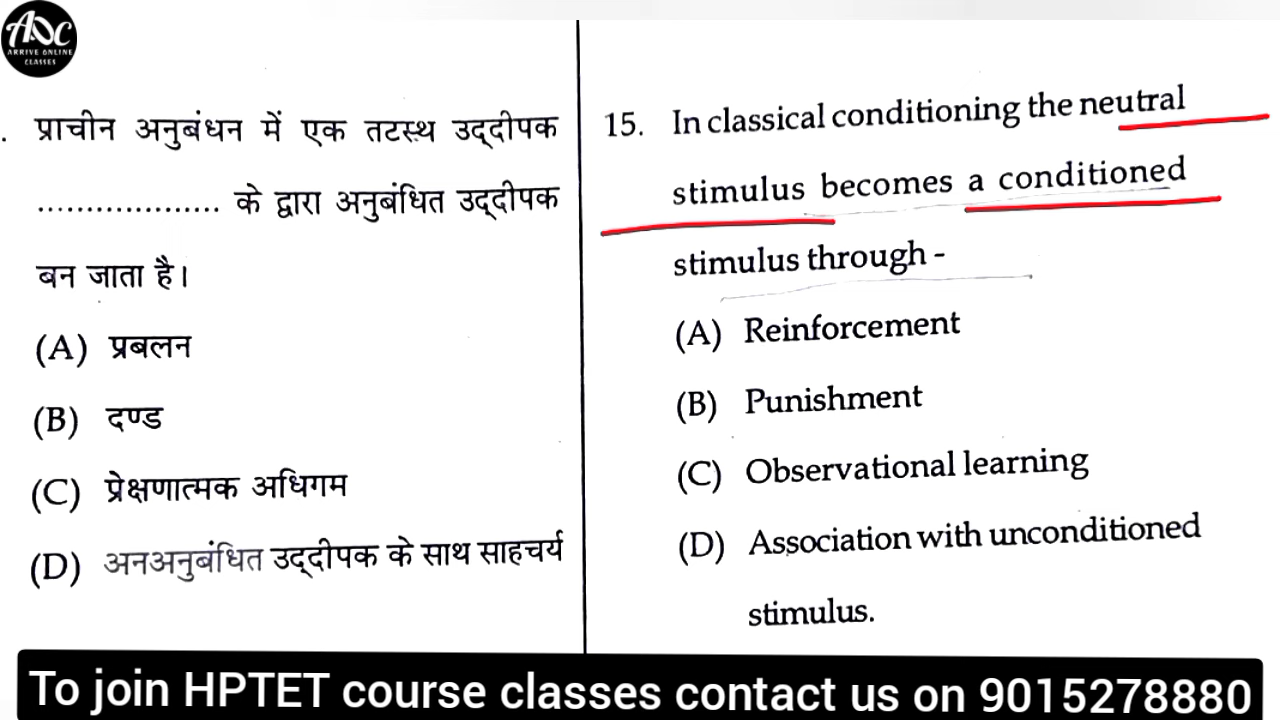 ADC
ARRIVE ONLINE
CLASSES
. प्राचीन अनुबंधन में एक तटस्थ उद्दीपक
................... के द्वारा अनुबंधित उद्दीपक
बन जाता है।
(A) प्रबलन
(B) दण्ड
(C) प्रेक्षणात्मक अधिगम
(D) अनअनुबंधित उद्दीपक के साथ साहचर्य
15. In classical conditioning the neutral
stimulus becomes a conditioned
stimulus through -
(A) Reinforcement
(B) Punishment
(C) Observational learning
(D) Association with unconditioned
stimulus.
To join HPTET course classes contact us on 9015278880